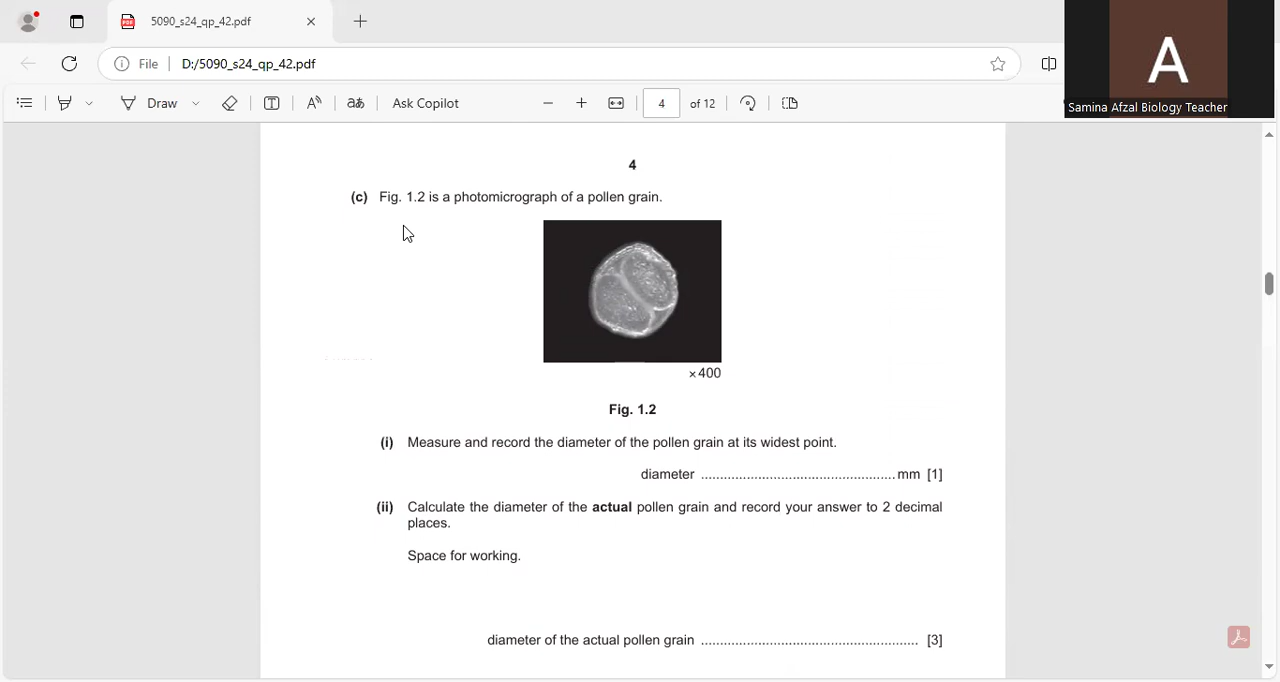 5090_s24_qp_42.pdf
File D:/5090_s24_qp_42.pdf
Draw
aあ
Ask Copilot
4 of 12
A
Samina Afzal Biology Teacher
4
(c) Fig. 1.2 is a photomicrograph of a pollen grain.
×400
Fig. 1.2
(i) Measure and record the diameter of the pollen grain at its widest point.
diameter ................................................ mm [1]
(ii) Calculate the diameter of the actual pollen grain and record your answer to 2 decimal
places.
Space for working.
diameter of the actual pollen grain ...................................................... [3]